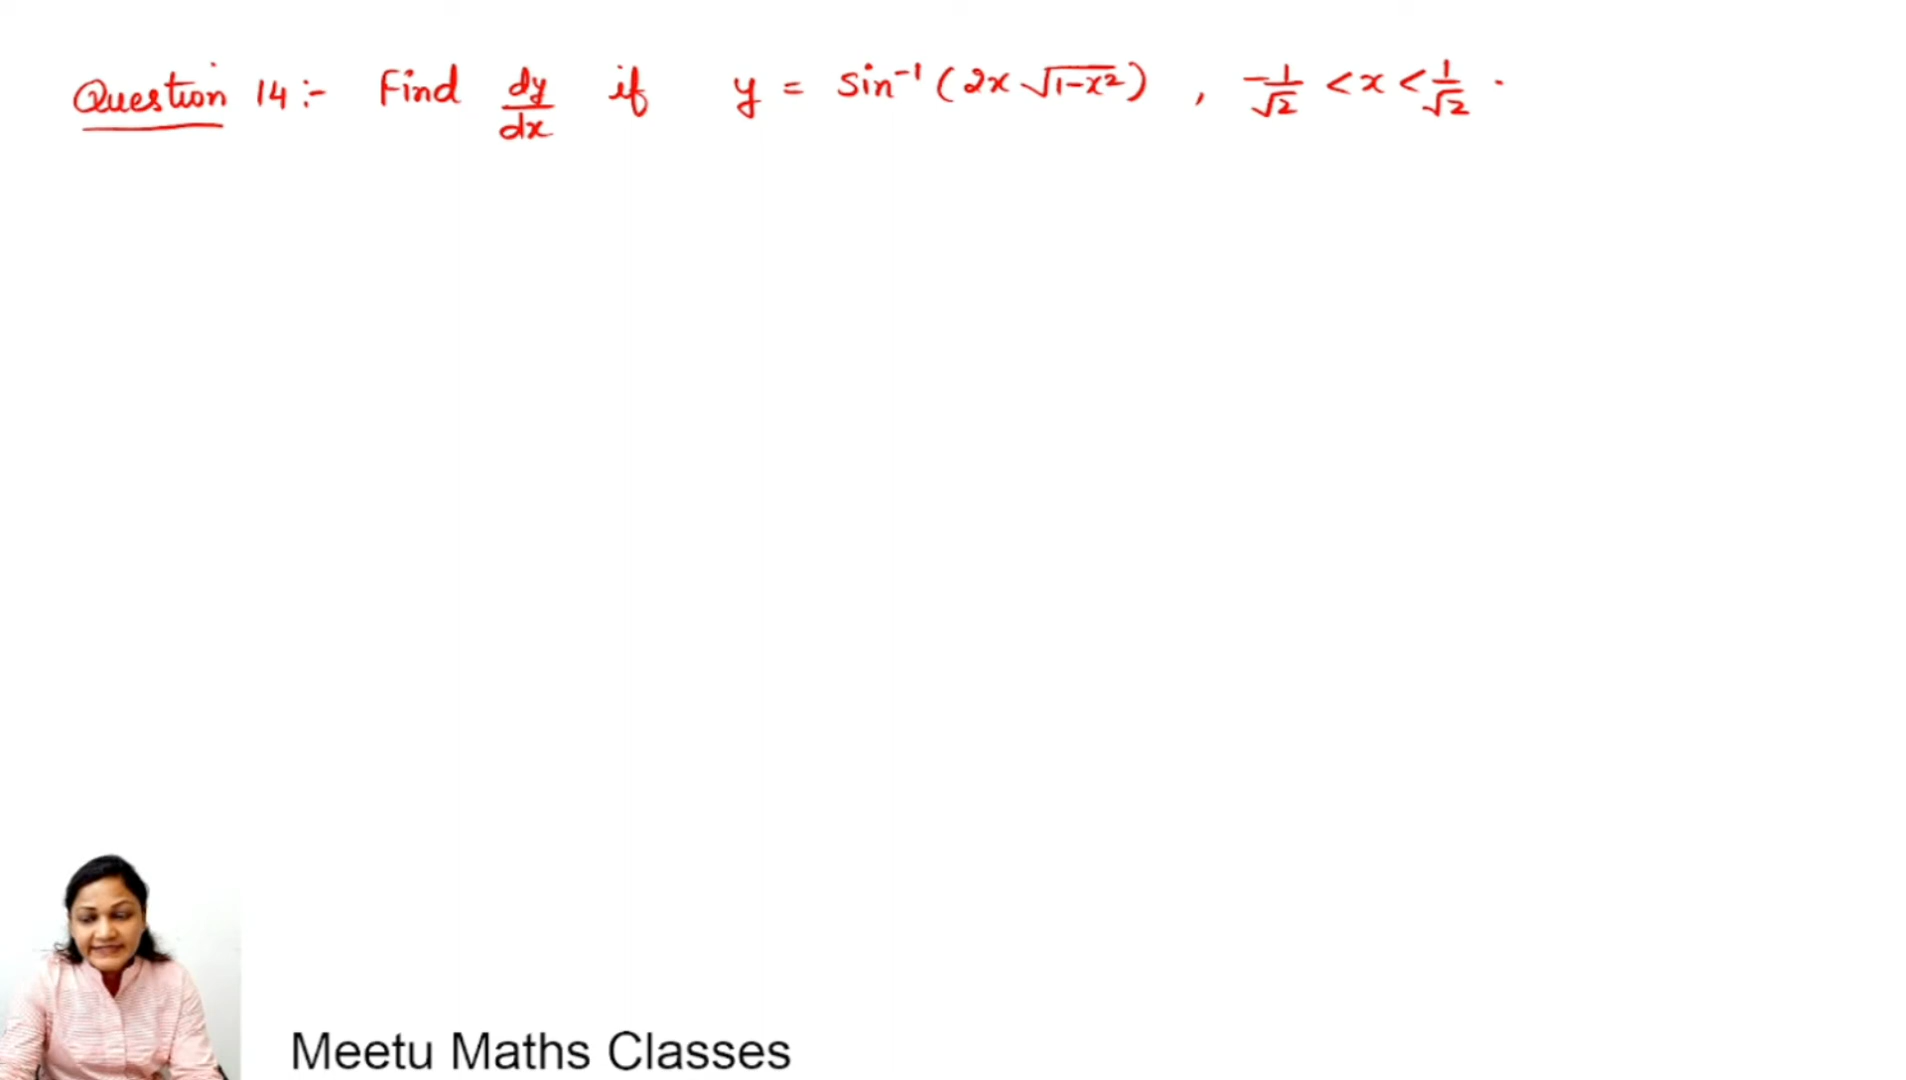 Question 14:- Find dy/dx if y = sin⁻¹(2x√(1-x²)) , -1/√2 < x < 1/√2 .
Meetu Maths Classes